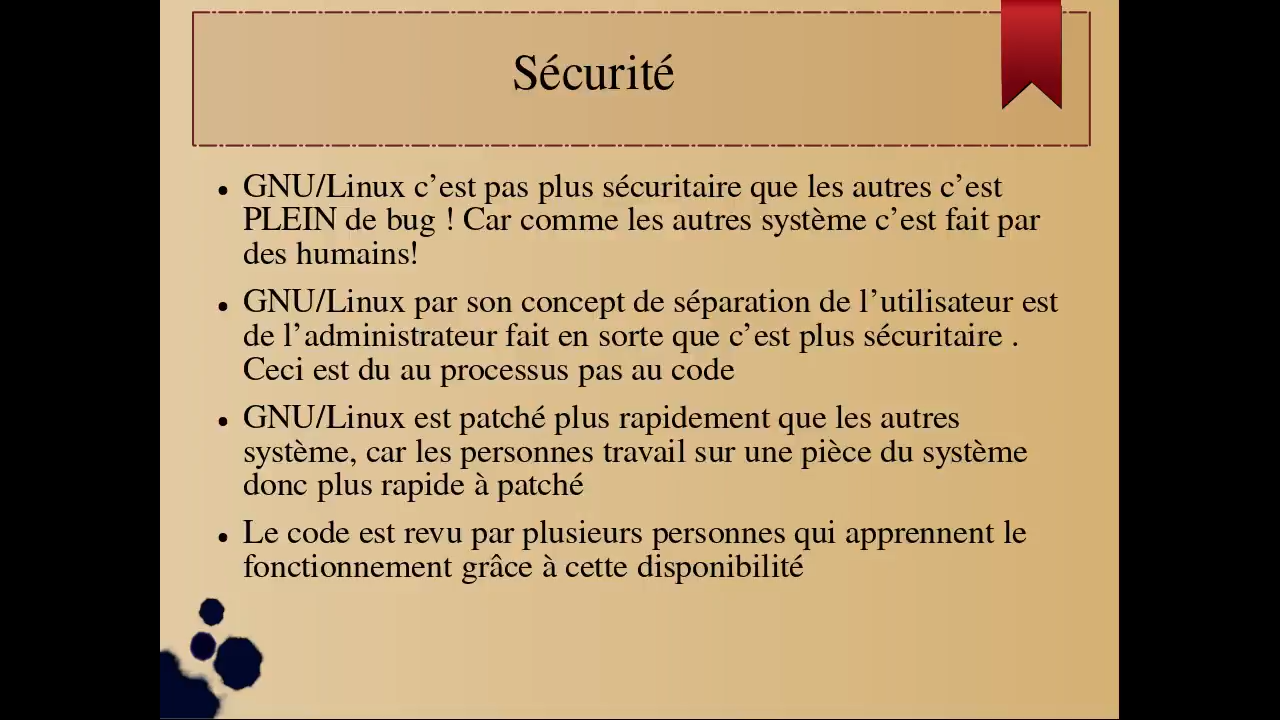 Sécurité
• GNU/Linux c’est pas plus sécuritaire que les autres c’est
PLEIN de bug ! Car comme les autres système c’est fait par
des humains!
• GNU/Linux par son concept de séparation de l’utilisateur est
de l’administrateur fait en sorte que c’est plus sécuritaire .
Ceci est du au processus pas au code
• GNU/Linux est patché plus rapidement que les autres
système, car les personnes travail sur une pièce du système
donc plus rapide à patché
• Le code est revu par plusieurs personnes qui apprennent le
fonctionnement grâce à cette disponibilité